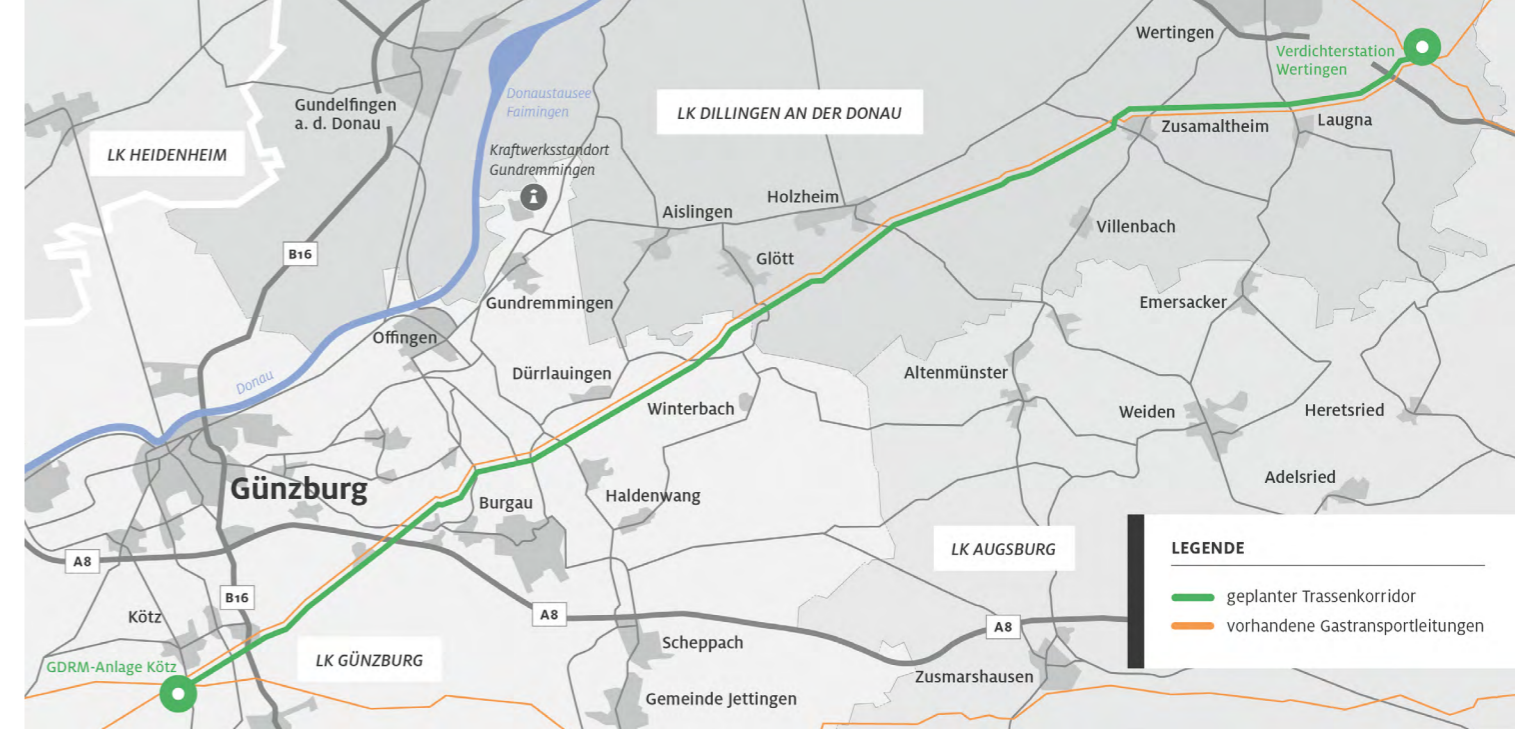 Wertingen
Verdichterstation
Wertingen
Donaustausee
Faimingen
Gundelfingen
a. d. Donau
LK DILLINGEN AN DER DONAU
Zusamaltheim
Laugna
LK HEIDENHEIM
Kraftwerksstandort
Gundremmingen
Holzheim
Aislingen
Villenbach
B16
Glött
Gundremmingen
Emersacker
Offingen
Dürrlauingen
Altenmünster
Donau
Winterbach
Weiden
Heretsried
Günzburg
Adelsried
Burgau
Haldenwang
LK AUGSBURG
LEGENDE
A8
geplanter Trassenkorridor
vorhandene Gastransportleitungen
B16
Kötz
A8
A8
Scheppach
LK GÜNZBURG
GDRM-Anlage Kötz
Zusmarshausen
Gemeinde Jettingen